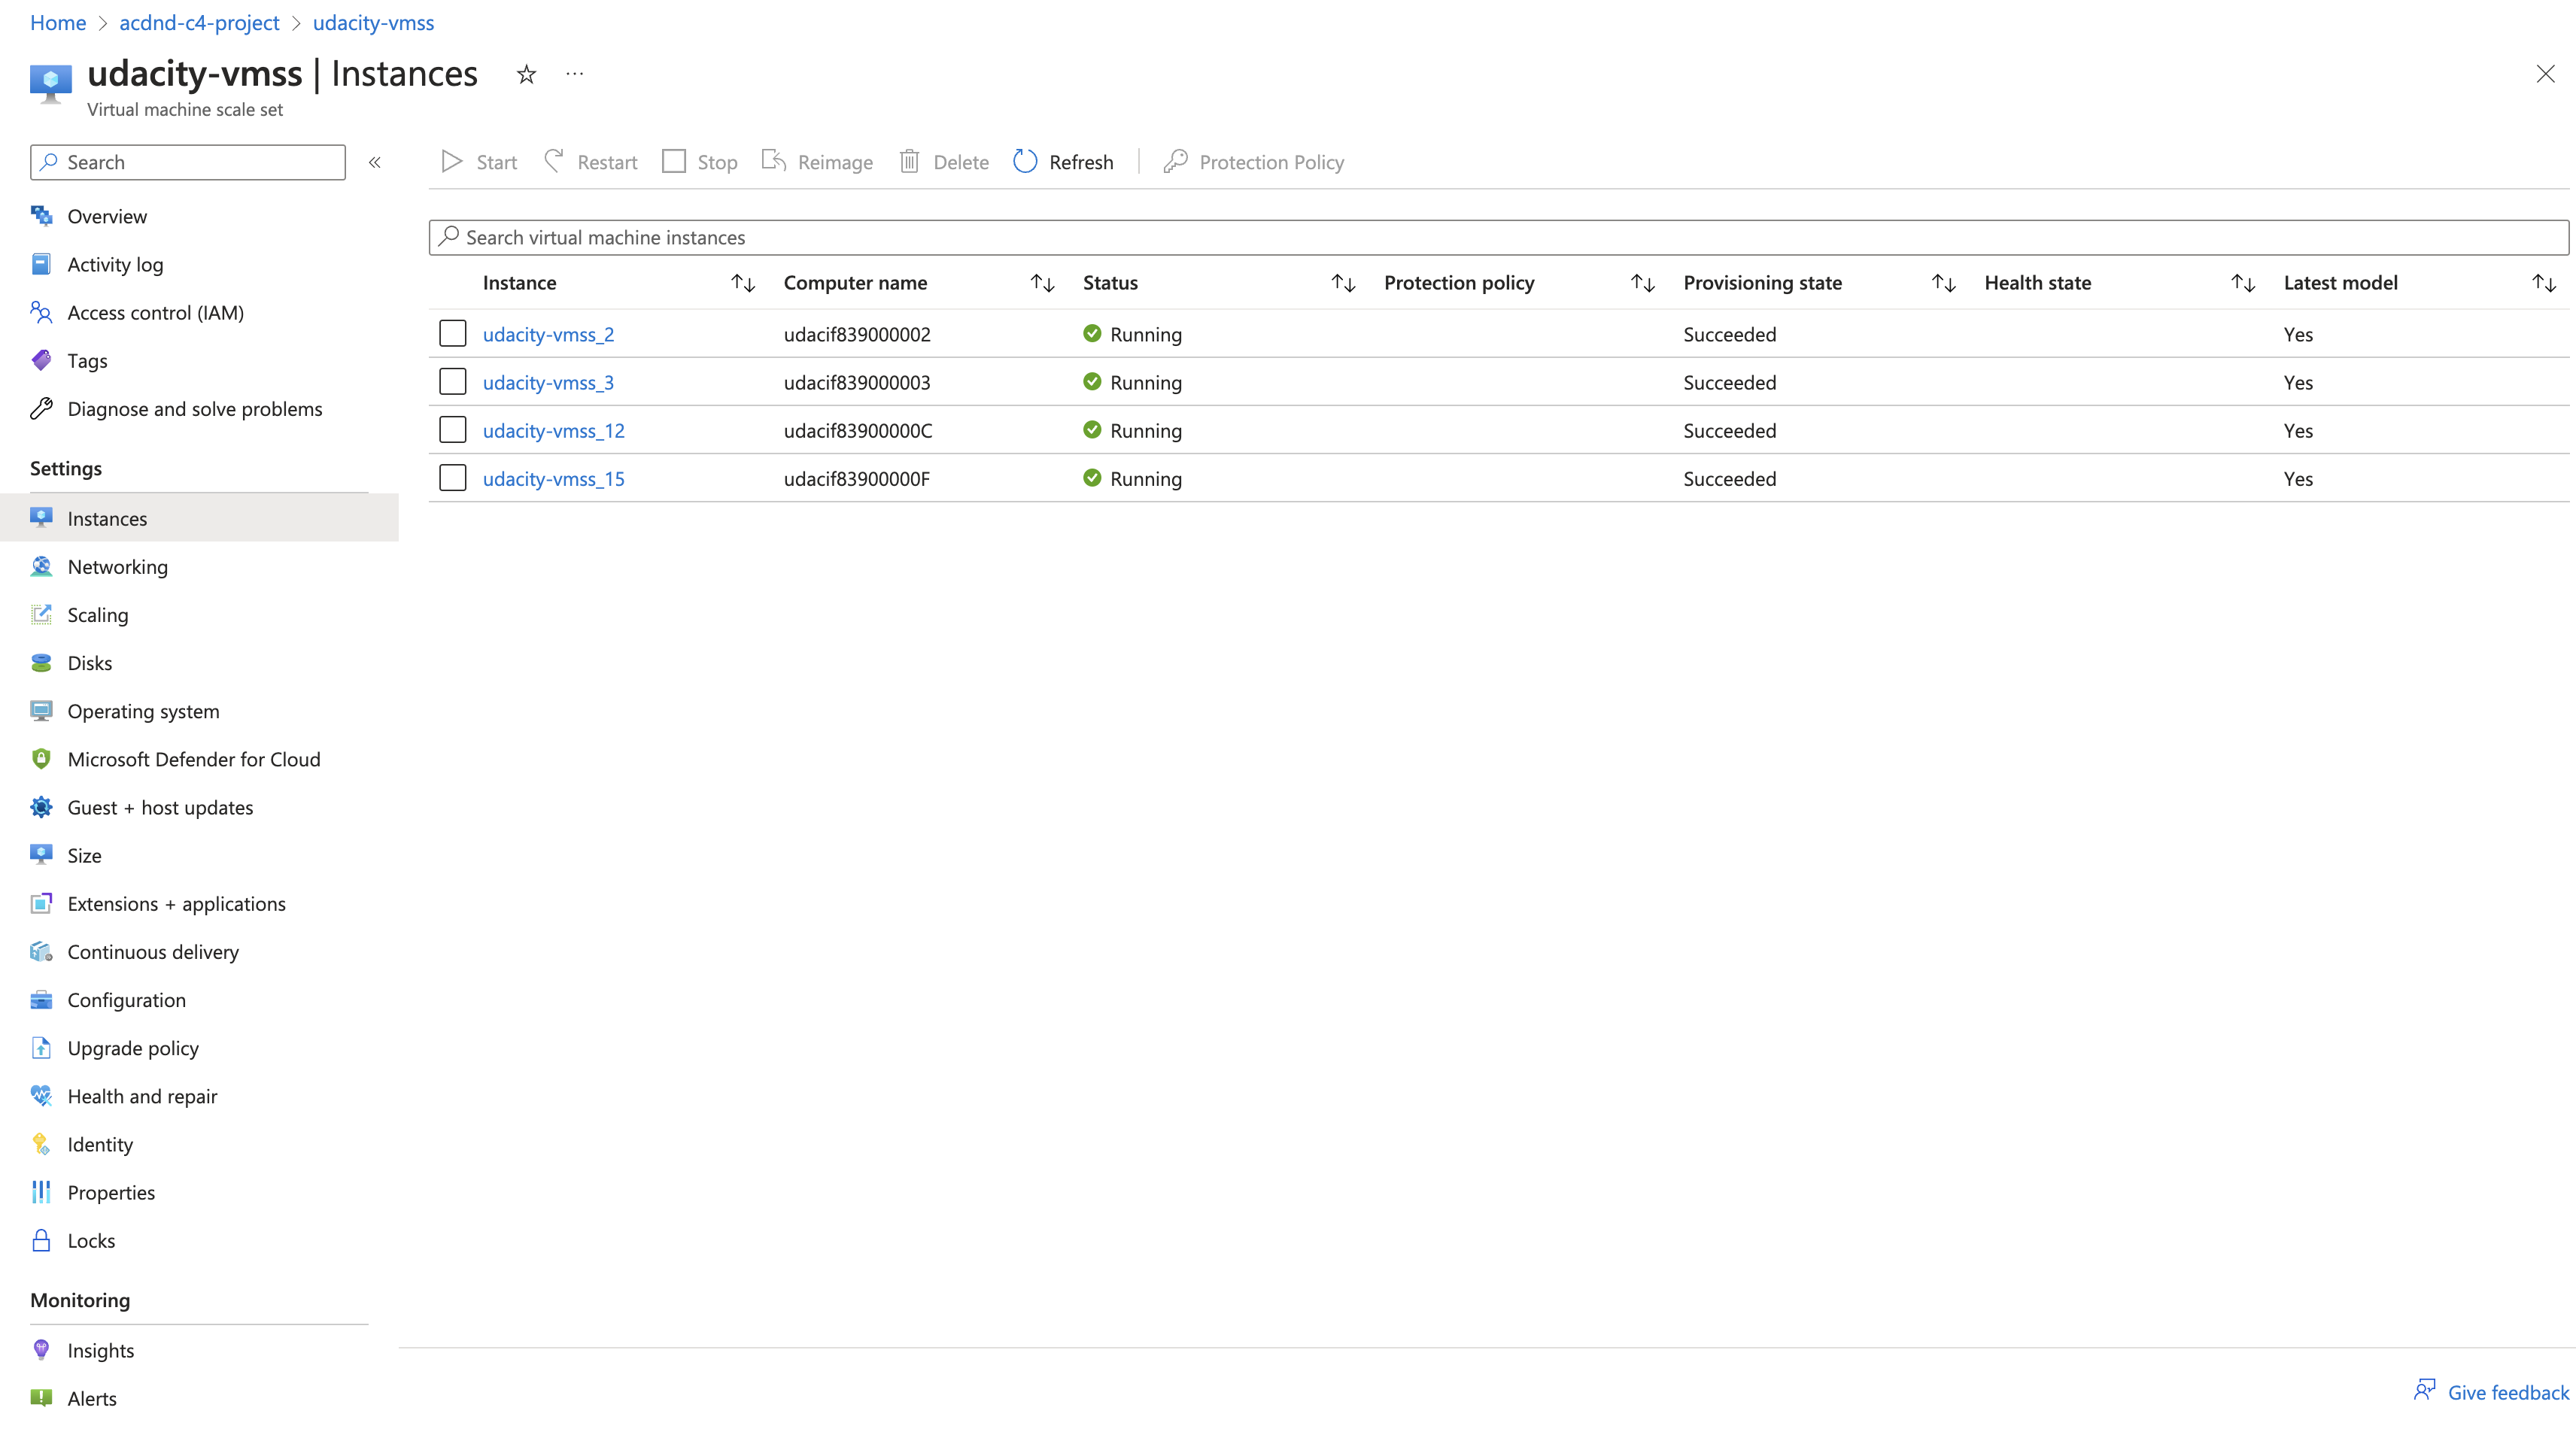 Home > acdnd-c4-project > udacity-vmss
udacity-vmss | Instances ☆ ...
Virtual machine scale set
Search «
Start Restart Stop Reimage Delete Refresh Protection Policy
Search virtual machine instances
Instance Computer name Status Protection policy Provisioning state Health state Latest model
udacity-vmss_2 udacif839000002 Running Succeeded Yes
udacity-vmss_3 udacif839000003 Running Succeeded Yes
udacity-vmss_12 udacif83900000C Running Succeeded Yes
udacity-vmss_15 udacif83900000F Running Succeeded Yes
Overview
Activity log
Access control (IAM)
Tags
Diagnose and solve problems
Settings
Instances
Networking
Scaling
Disks
Operating system
Microsoft Defender for Cloud
Guest + host updates
Size
Extensions + applications
Continuous delivery
Configuration
Upgrade policy
Health and repair
Identity
Properties
Locks
Monitoring
Insights
Alerts
Give feedback